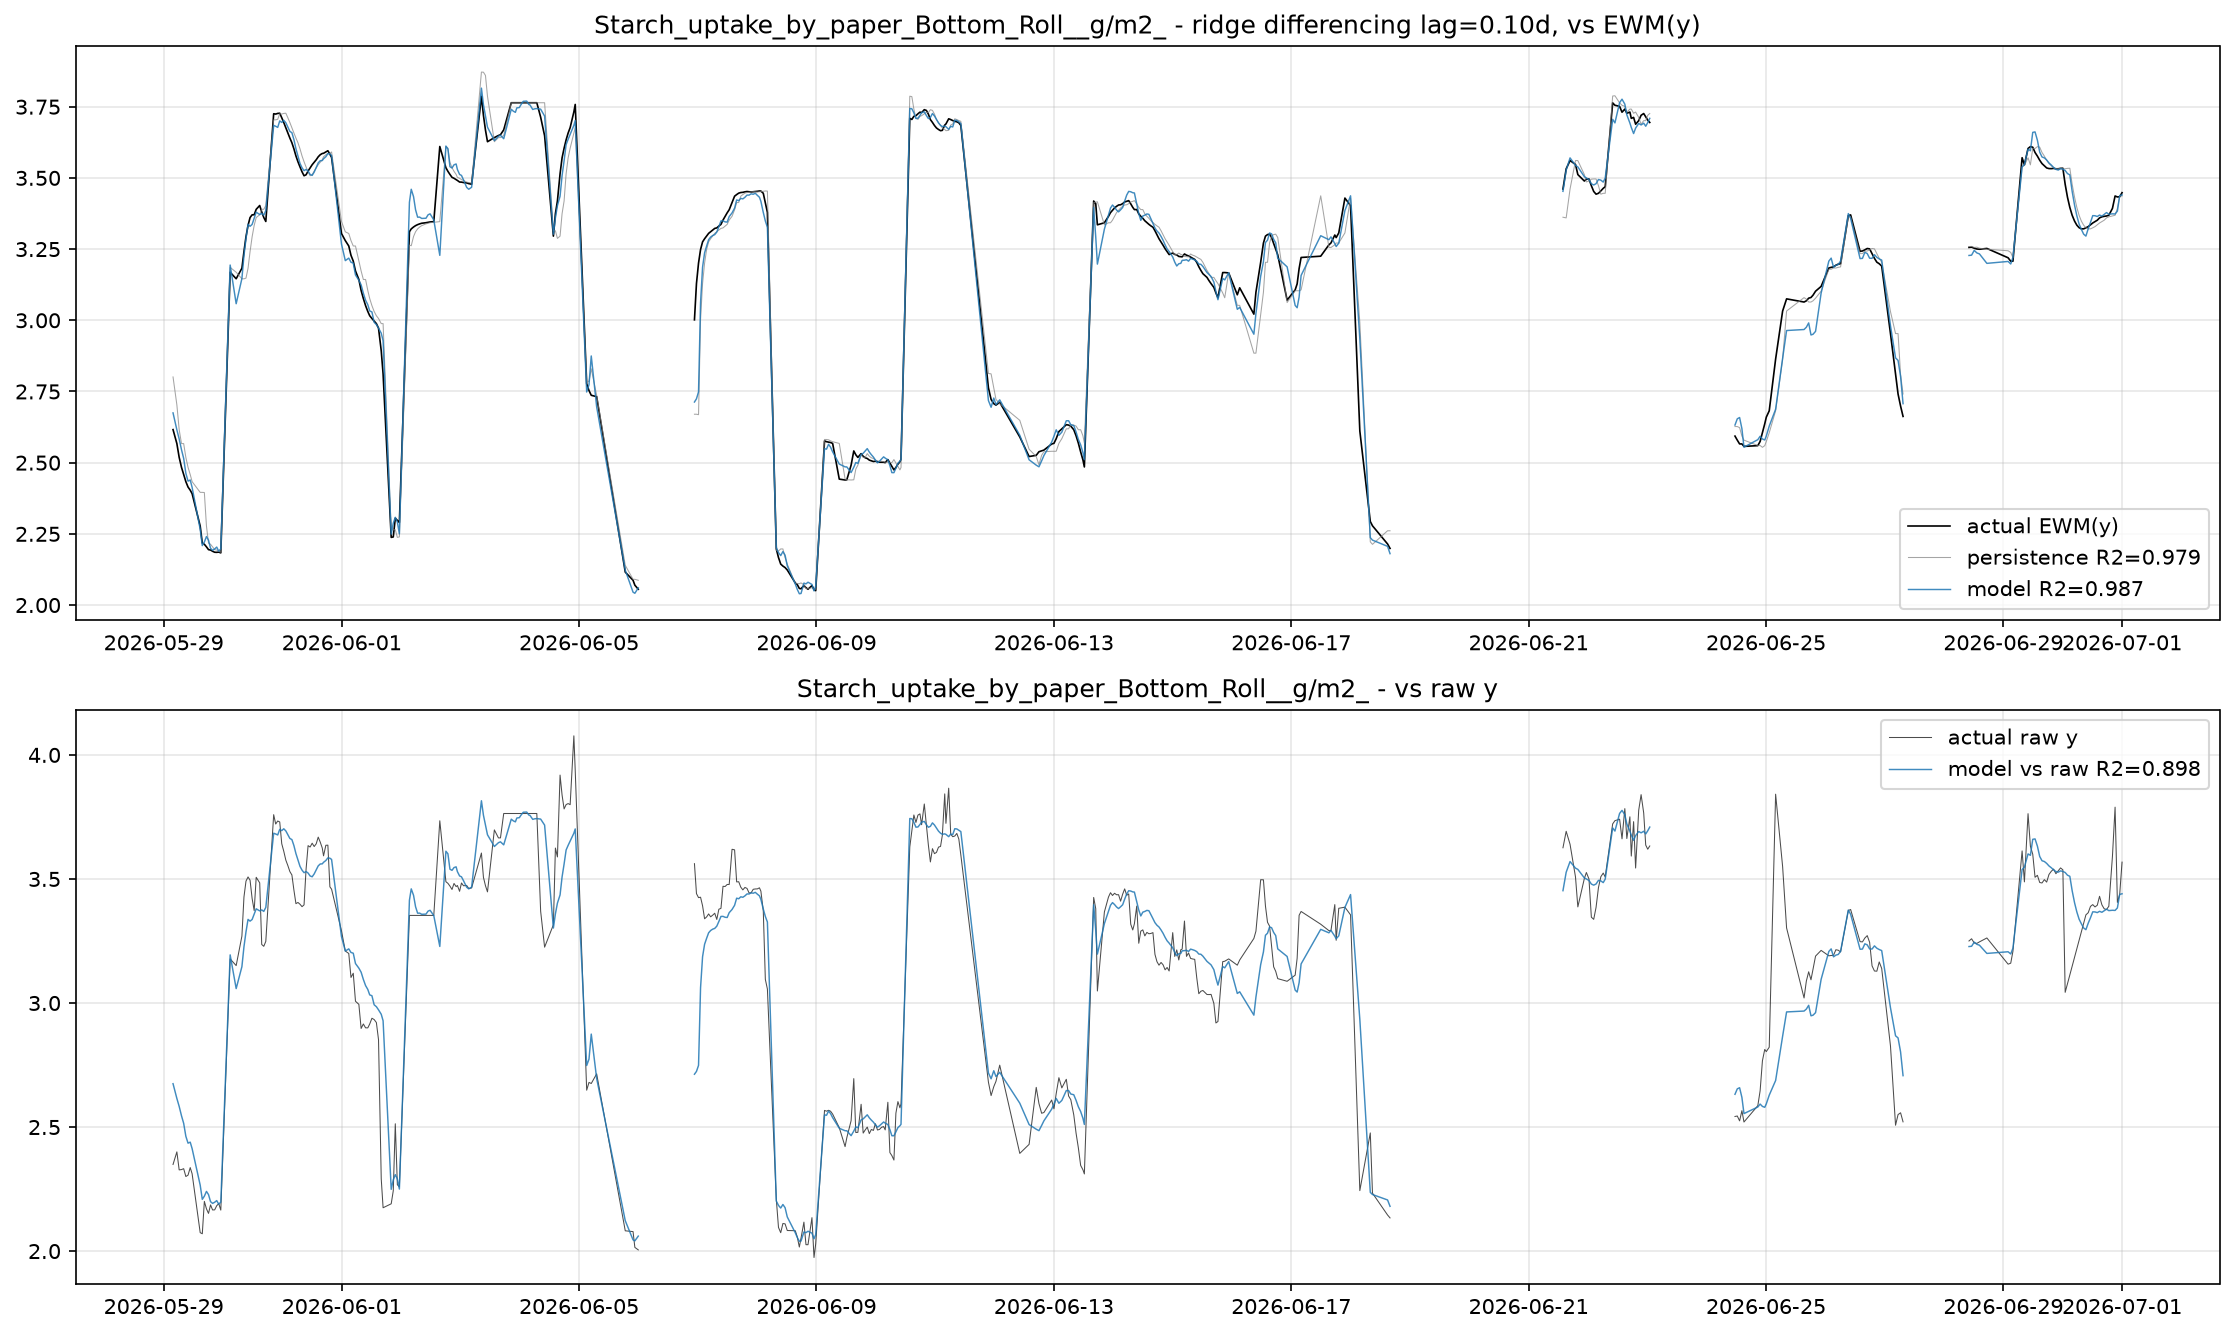 Starch_uptake_by_paper_Bottom_Roll__g/m2_ - ridge differencing lag=0.10d, vs EWM(y)
3.75
3.50
3.25
3.00
2.75
2.50
2.25
2.00
actual EWM(y)
persistence R2=0.979
model R2=0.987
2026-05-29 2026-06-01 2026-06-05 2026-06-09 2026-06-13 2026-06-17 2026-06-21 2026-06-25 2026-06-29 2026-07-01
Starch_uptake_by_paper_Bottom_Roll__g/m2_ - vs raw y
4.0
3.5
3.0
2.5
2.0
actual raw y
model vs raw R2=0.898
2026-05-29 2026-06-01 2026-06-05 2026-06-09 2026-06-13 2026-06-17 2026-06-21 2026-06-25 2026-06-29 2026-07-01